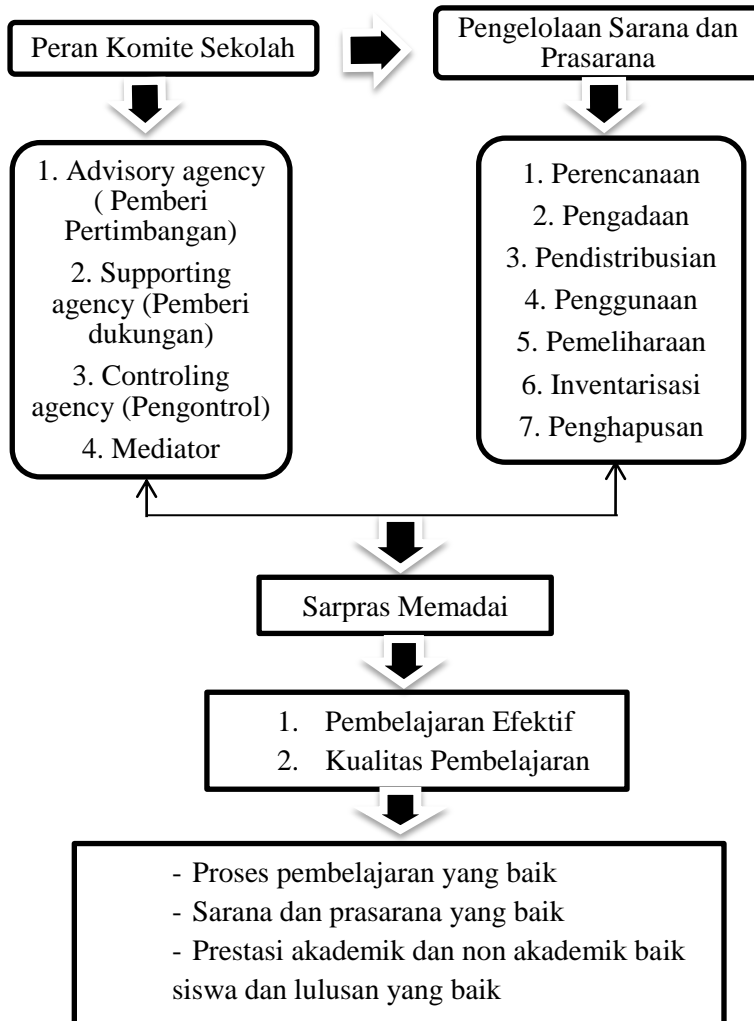 Peran Komite Sekolah
Pengelolaan Sarana dan
Prasarana
1. Advisory agency
( Pemberi
Pertimbangan)
2. Supporting
agency (Pemberi
dukungan)
3. Controling
agency (Pengontrol)
4. Mediator
1. Perencanaan
2. Pengadaan
3. Pendistribusian
4. Penggunaan
5. Pemeliharaan
6. Inventarisasi
7. Penghapusan
Sarpras Memadai
1. Pembelajaran Efektif
2. Kualitas Pembelajaran
- Proses pembelajaran yang baik
- Sarana dan prasarana yang baik
- Prestasi akademik dan non akademik baik
siswa dan lulusan yang baik